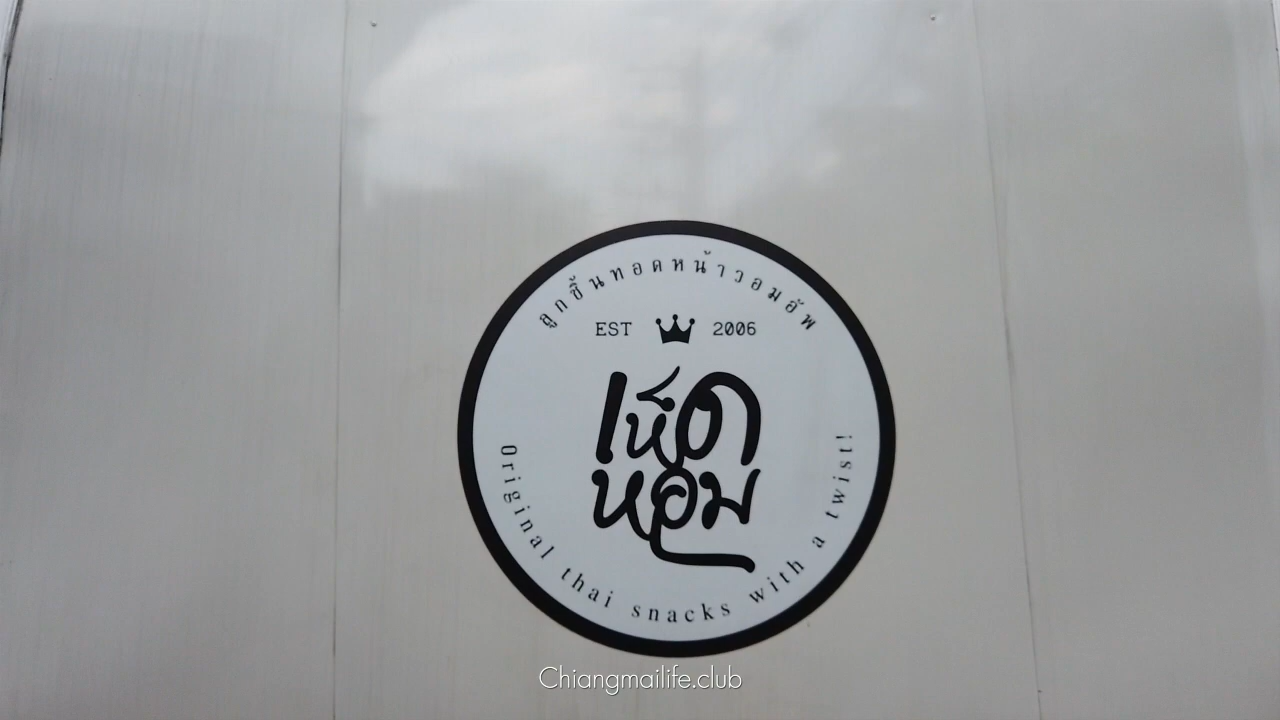 ลูกชิ้นทอดหน้าวอมอัพ
EST 2006
เห็ด
หอม
Original thai snacks with a twist!
Chiangmailife.club